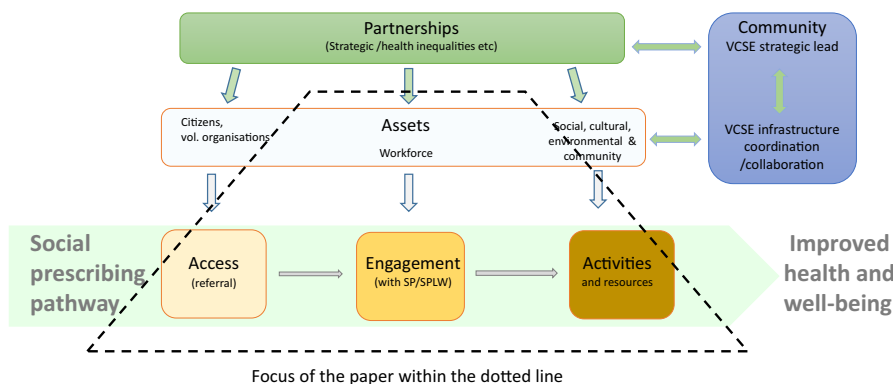 Partnerships
(Strategic /health inequalities etc)
Community
VCSE strategic lead
VCSE infrastructure
coordination
/collaboration
Citizens,
vol. organisations
Assets
Workforce
Social, cultural,
environmental &
community
Social
prescribing
pathway
Access
(referral)
Engagement
(with SP/SPLW)
Activities
and resources
Improved
health and
well-being
Focus of the paper within the dotted line